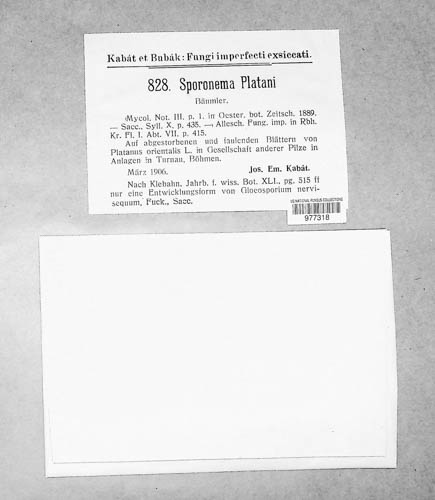 Kabát et Bubák: Fungi imperfecti exsiccati.
828. Sporonema Platani
Bäumler.
Mycol. Not. III. p. 1. in Oester. bot. Zeitsch. 1889.
— Sacc., Syll. X. p. 435. — Allesch. Fung. imp. in Rbh.
Kr. Fl. I. Abt. VII. p. 415.
Auf abgestorbenen und faulenden Blättern von
Platanus orientalis L. in Gesellschaft anderer Pilze in
Anlagen in Turnau, Böhmen.
März 1906. Jos. Em. Kabát.
Nach Klebahn, Jahrb. f. wiss. Bot. XLI., pg. 515 ff
nur eine Entwicklungsform von Gloeosporium nervi-
sequum, Fuck., Sacc.
US NATIONAL FUNGUS COLLECTIONS
977318